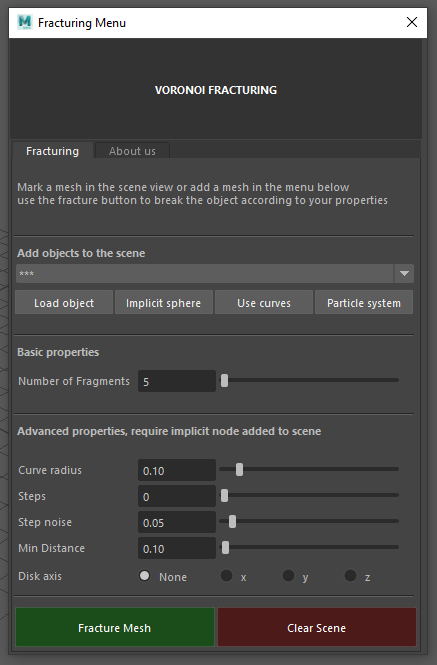 Fracturing Menu
VORONOI FRACTURING
Fracturing About us
Mark a mesh in the scene view or add a mesh in the menu below
use the fracture button to break the object according to your properties
Add objects to the scene
***
Load object Implicit sphere Use curves Particle system
Basic properties
Number of Fragments 5
Advanced properties, require implicit node added to scene
Curve radius 0.10
Steps 0
Step noise 0.05
Min Distance 0.10
Disk axis None x y z
Fracture Mesh Clear Scene